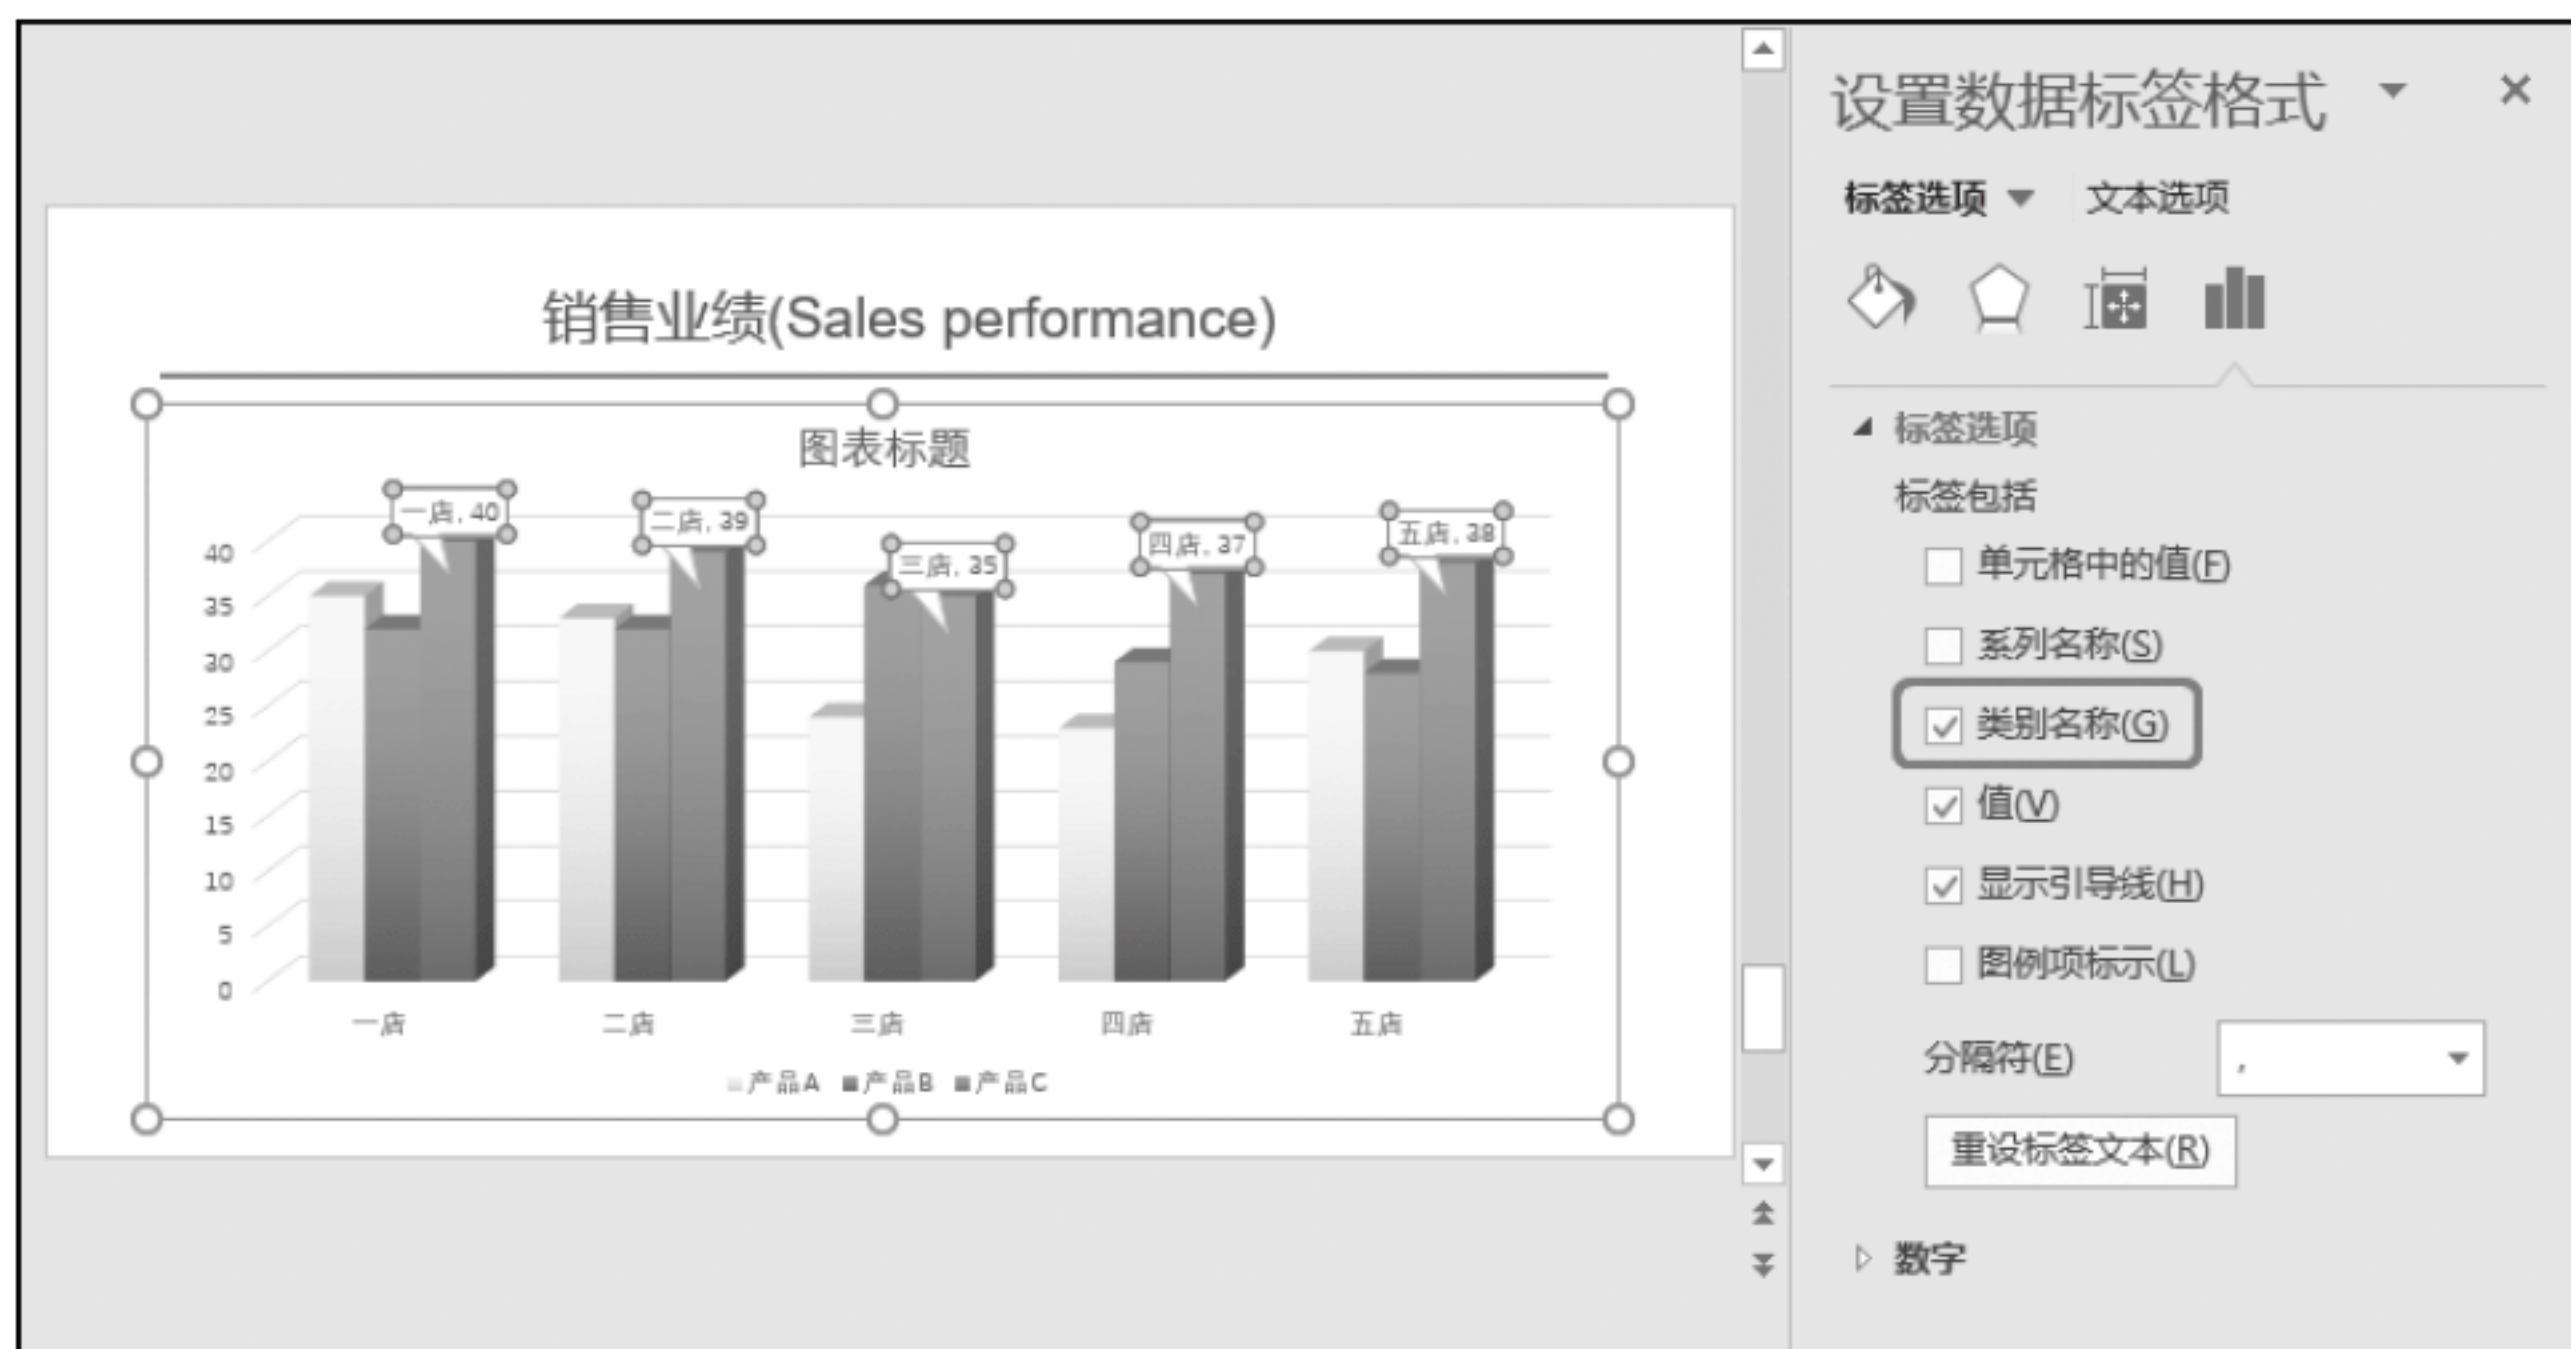 销售业绩(Sales performance)
图表标题
一店, 40
二店, 39
三店, 35
四店, 37
五店, 38
40
35
30
25
20
15
10
5
0
一店 二店 三店 四店 五店
产品A 产品B 产品C
设置数据标签格式
标签选项 文本选项
标签选项
标签包括
单元格中的值(F)
系列名称(S)
类别名称(G)
值(V)
显示引导线(H)
图例项标示(L)
分隔符(E) ,
重设标签文本(R)
数字